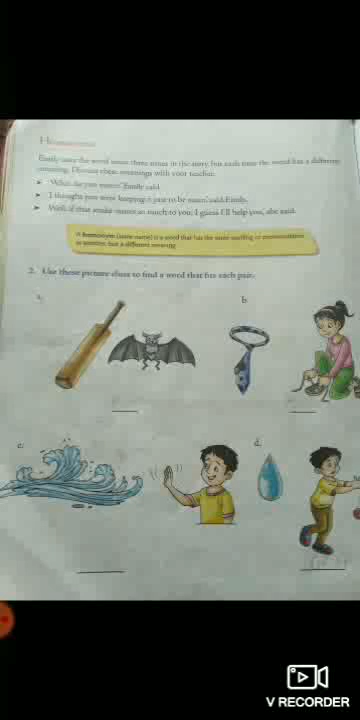 Homonyms
Emily uses the word mean three times in the story, but each time the word has a different
meaning. Discuss these meanings with your teacher.
'What do you mean?' Emily said.
'I thought you were keeping a just to be mean,' said Emily.
'Well, if that means so much to you, I guess I'll help you,' she said.
A homonym (same name) is a word that has the same spelling or pronunciation
as another, but a different meaning.
2. Use these picture clues to find a word that fits each pair.
a.
b.
c.
d.
V RECORDER